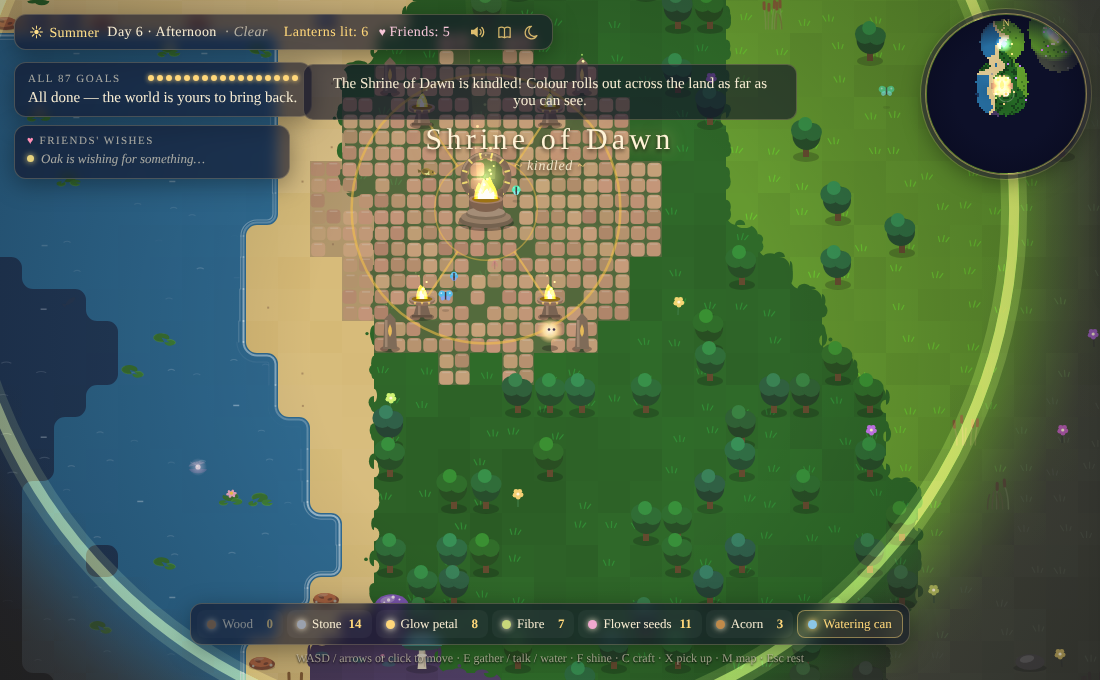 Summer Day 6 · Afternoon · Clear Lanterns lit: 6 ♥ Friends: 5
N
ALL 87 GOALS
All done — the world is yours to bring back.
The Shrine of Dawn is kindled! Colour rolls out across the land as far as
you can see.
♥ FRIENDS' WISHES
Oak is wishing for something…
Shrine of Dawn
kindled
Wood 0 Stone 14 Glow petal 8 Fibre 7 Flower seeds 11 Acorn 3 Watering can
WASD / arrows or click to move · E gather / talk / water · F shine · C craft · X pick up · M map · Esc rest